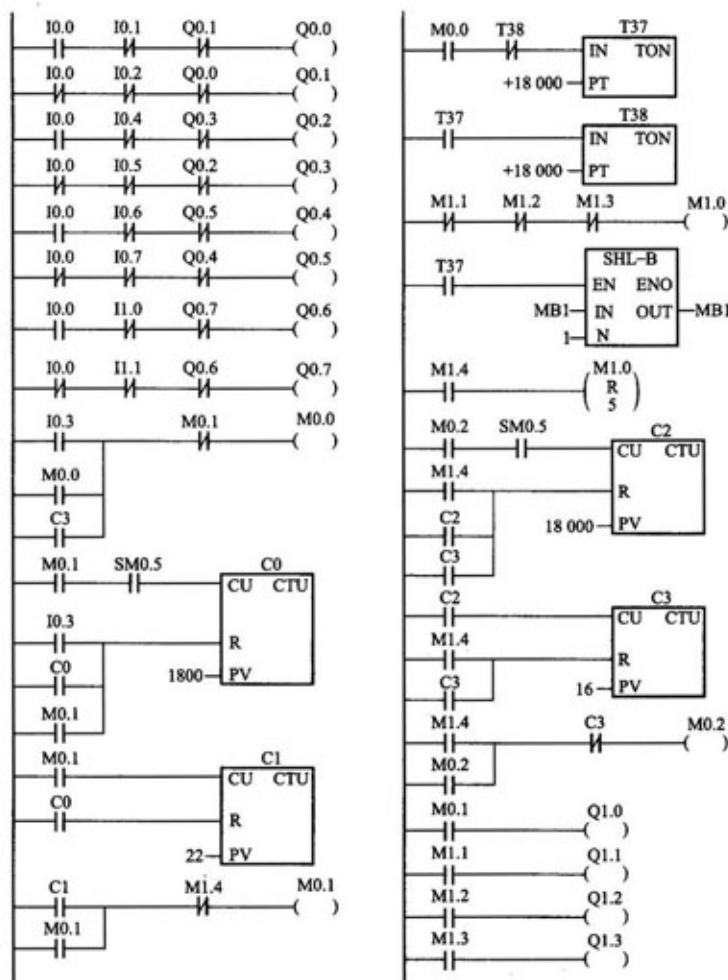 I0.0 I0.1 Q0.1 Q0.0
I0.0 I0.2 Q0.0 Q0.1
I0.0 I0.4 Q0.3 Q0.2
I0.0 I0.5 Q0.2 Q0.3
I0.0 I0.6 Q0.5 Q0.4
I0.0 I0.7 Q0.4 Q0.5
I0.0 I1.0 Q0.7 Q0.6
I0.0 I1.1 Q0.6 Q0.7
I0.3 M0.1 M0.0
M0.0
C3
M0.1 SM0.5 C0
CU CTU
I0.3
R
C0
1800 PV
M0.1
M0.1 C1
CU CTU
C0
R
22 PV
C1 M1.4 M0.1
M0.1
M0.0 T38 T37
IN TON
+18 000 PT
T37 T38
IN TON
+18 000 PT
M1.1 M1.2 M1.3 M1.0
SHL-B
T37
EN ENO
MB1 IN OUT MB1
1 N
M1.4 M1.0
R
5
M0.2 SM0.5 C2
CU CTU
M1.4
R
C2
18 000 PV
C3
C2 C3
CU CTU
M1.4
R
C3
16 PV
M1.4 C3 M0.2
M0.2
M0.1 Q1.0
M1.1 Q1.1
M1.2 Q1.2
M1.3 Q1.3